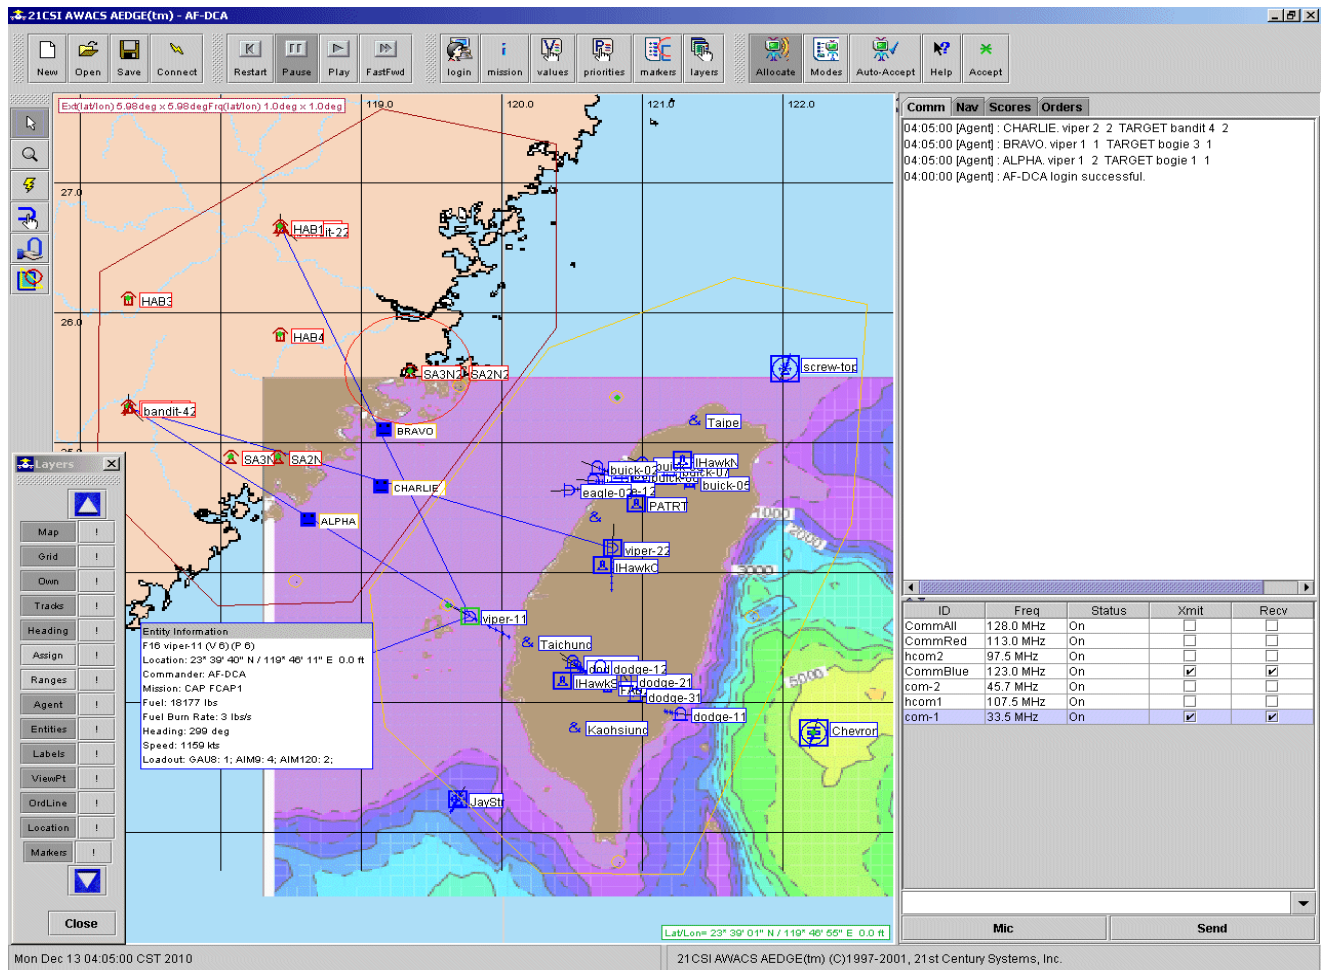 21CSI AWACS AEDGE(tm) - AF-DCA
New Open Save Connect Restart Pause Play FastFwd login mission values priorities markers layers Allocate Modes Auto-Accept Help Accept
Ext(lat/lon) 5.98deg x 5.98deg Frq(lat/lon) 1.0deg x 1.0deg
119.0 120.0 121.0 122.0
27.0
HAB1
HAB3
26.0
HAB4
SA3N2 SA2N2
screw-top
bandit-42
BRAVO
& Taipe
SA3N SA2N
IHawkN
buick-02
buick-07
buick-05
eagle-02
CHARLIE
PATRT
ALPHA
&
1000
2000
3000
viper-22
IHawkC
viper-11
& Taichung
dodge-12
IHawkS
dodge-21
dodge-31
5000
dodge-11
& Kaohsiung
Chevron
JayStr
Layers
Map !
Grid !
Own !
Tracks !
Heading !
Assign !
Ranges !
Agent !
Entities !
Labels !
ViewPt !
OrdLine !
Location !
Markers !
Close
Entity Information
F16 viper-11 (V 6) (P 6)
Location: 23° 39' 40" N / 119° 46' 11" E 0.0 ft
Commander: AF-DCA
Mission: CAP FCAP1
Fuel: 18177 lbs
Fuel Burn Rate: 3 lbs/s
Heading: 299 deg
Speed: 1159 kts
Loadout: GAU8: 1; AIM9: 4; AIM120: 2;
Lat/Lon= 23° 39' 01" N / 119° 46' 55" E 0.0 ft
Comm Nav Scores Orders
04:05:00 [Agent] : CHARLIE. viper 2 2 TARGET bandit 4 2
04:05:00 [Agent] : BRAVO. viper 1 1 TARGET bogie 3 1
04:05:00 [Agent] : ALPHA. viper 1 2 TARGET bogie 1 1
04:00:00 [Agent] : AF-DCA login successful.
ID Freq Status Xmit Recv
CommAll 128.0 MHz On
CommRed 113.0 MHz On
hcom2 97.5 MHz On
CommBlue 123.0 MHz On
com-2 45.7 MHz On
hcom1 107.5 MHz On
com-1 33.5 MHz On
Mic Send
Mon Dec 13 04:05:00 CST 2010
21CSI AWACS AEDGE(tm) (C)1997-2001, 21st Century Systems, Inc.